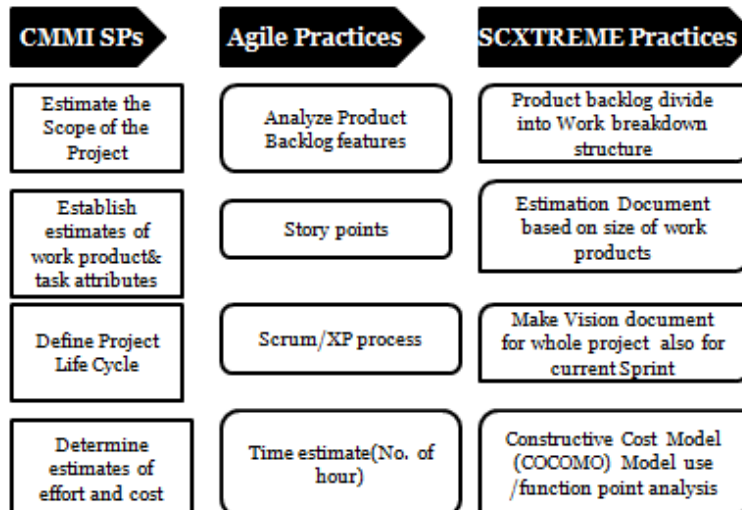 CMMI SPs
Agile Practices
SCXTREME Practices
Estimate the
Scope of the
Project
Analyze Product
Backlog features
Product backlog divide
into Work breakdown
structure
Establish
estimates of
work product&
task attributes
Story points
Estimation Document
based on size of work
products
Define Project
Life Cycle
Scrum/XP process
Make Vision document
for whole project also for
current Sprint
Determine
estimates of
effort and cost
Time estimate(No. of
hour)
Constructive Cost Model
(COCOMO) Model use
/function point analysis